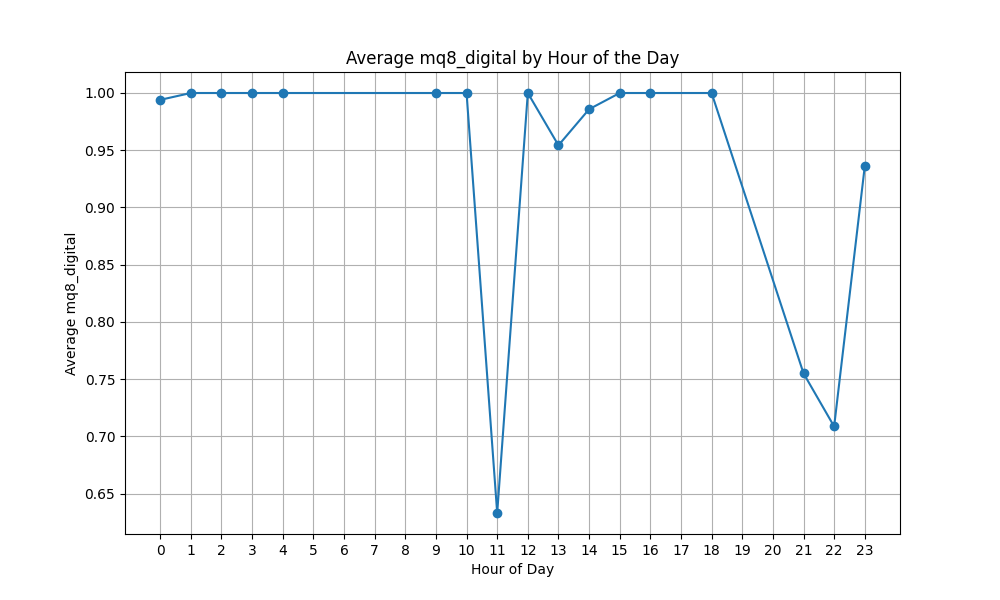 Average mq8_digital by Hour of the Day
1.00
0.95
0.90
0.85
0.80
0.75
0.70
0.65
Average mq8_digital
0 1 2 3 4 5 6 7 8 9 10 11 12 13 14 15 16 17 18 19 20 21 22 23
Hour of Day